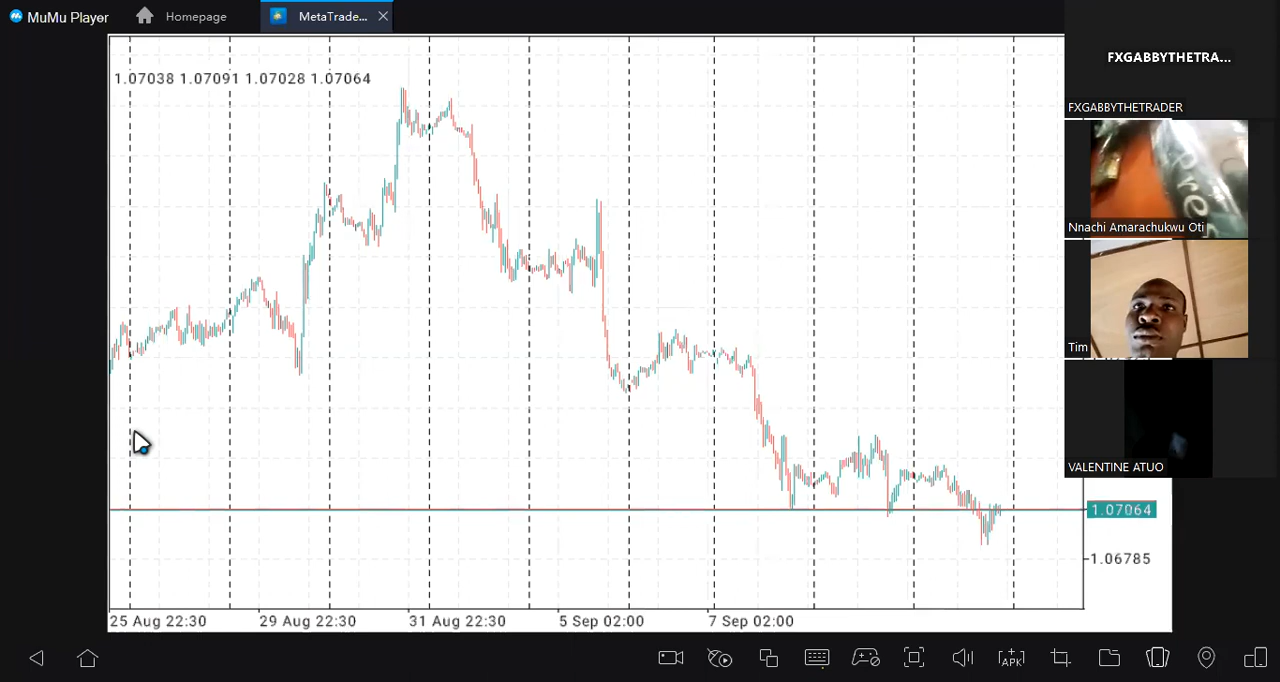 MuMu Player
Homepage
MetaTrade...
1.07038 1.07091 1.07028 1.07064
FXGABBYTHETRA...
FXGABBYTHETRADER
Nnachi Amarachukwu Oti
Tim
VALENTINE ATUO
1.07064
1.06785
25 Aug 22:30
29 Aug 22:30
31 Aug 22:30
5 Sep 02:00
7 Sep 02:00
APK